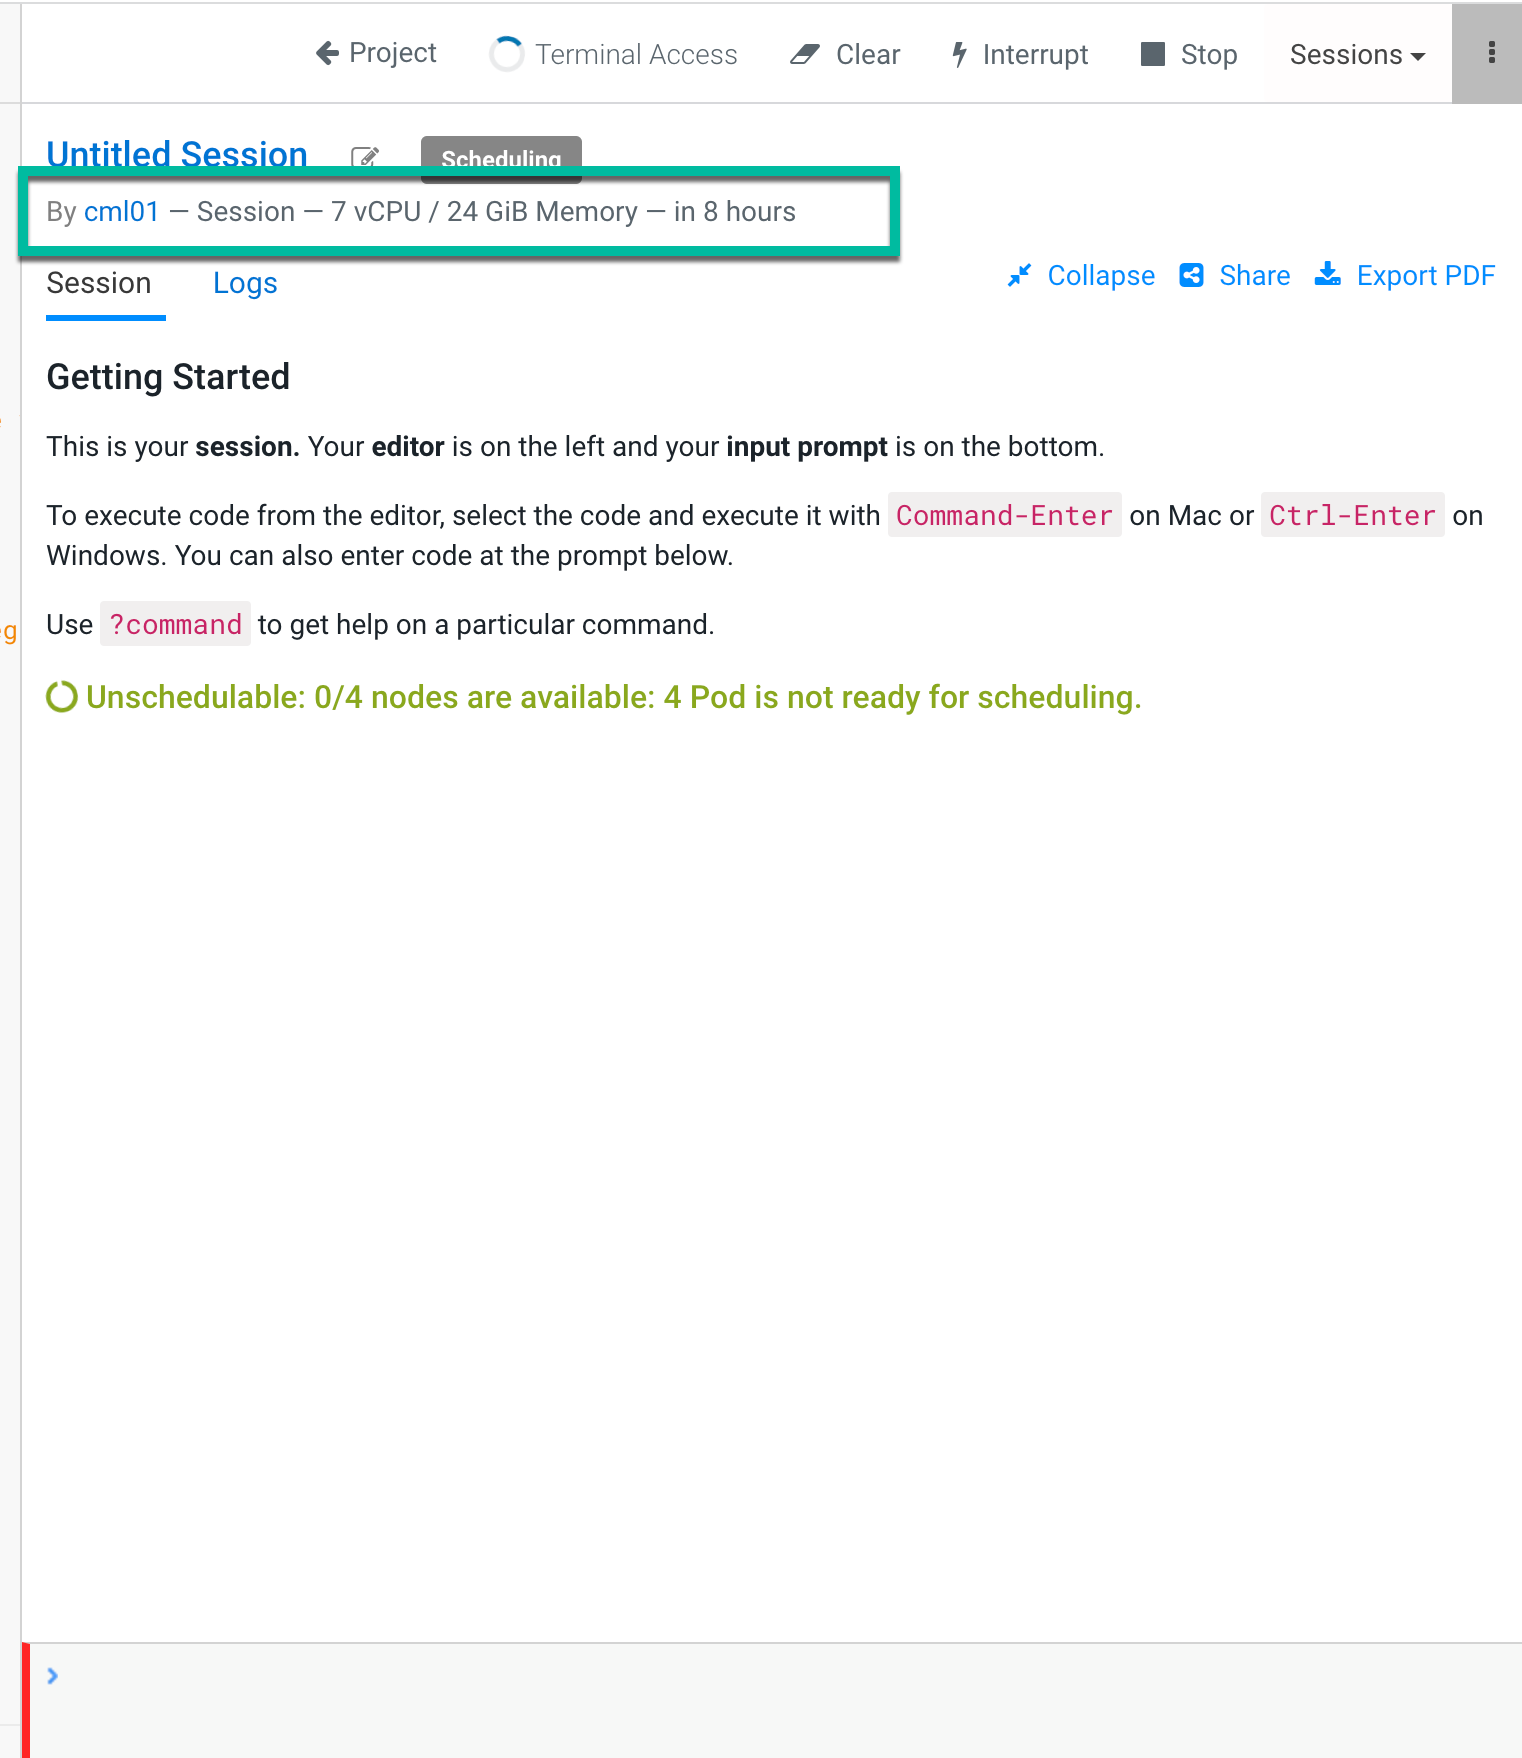 Project Terminal Access Clear Interrupt Stop Sessions
Untitled Session Scheduling
By cml01 — Session — 7 vCPU / 24 GiB Memory — in 8 hours
Session Logs Collapse Share Export PDF
Getting Started
This is your session. Your editor is on the left and your input prompt is on the bottom.
To execute code from the editor, select the code and execute it with Command-Enter on Mac or Ctrl-Enter on
Windows. You can also enter code at the prompt below.
Use ?command to get help on a particular command.
Unschedulable: 0/4 nodes are available: 4 Pod is not ready for scheduling.